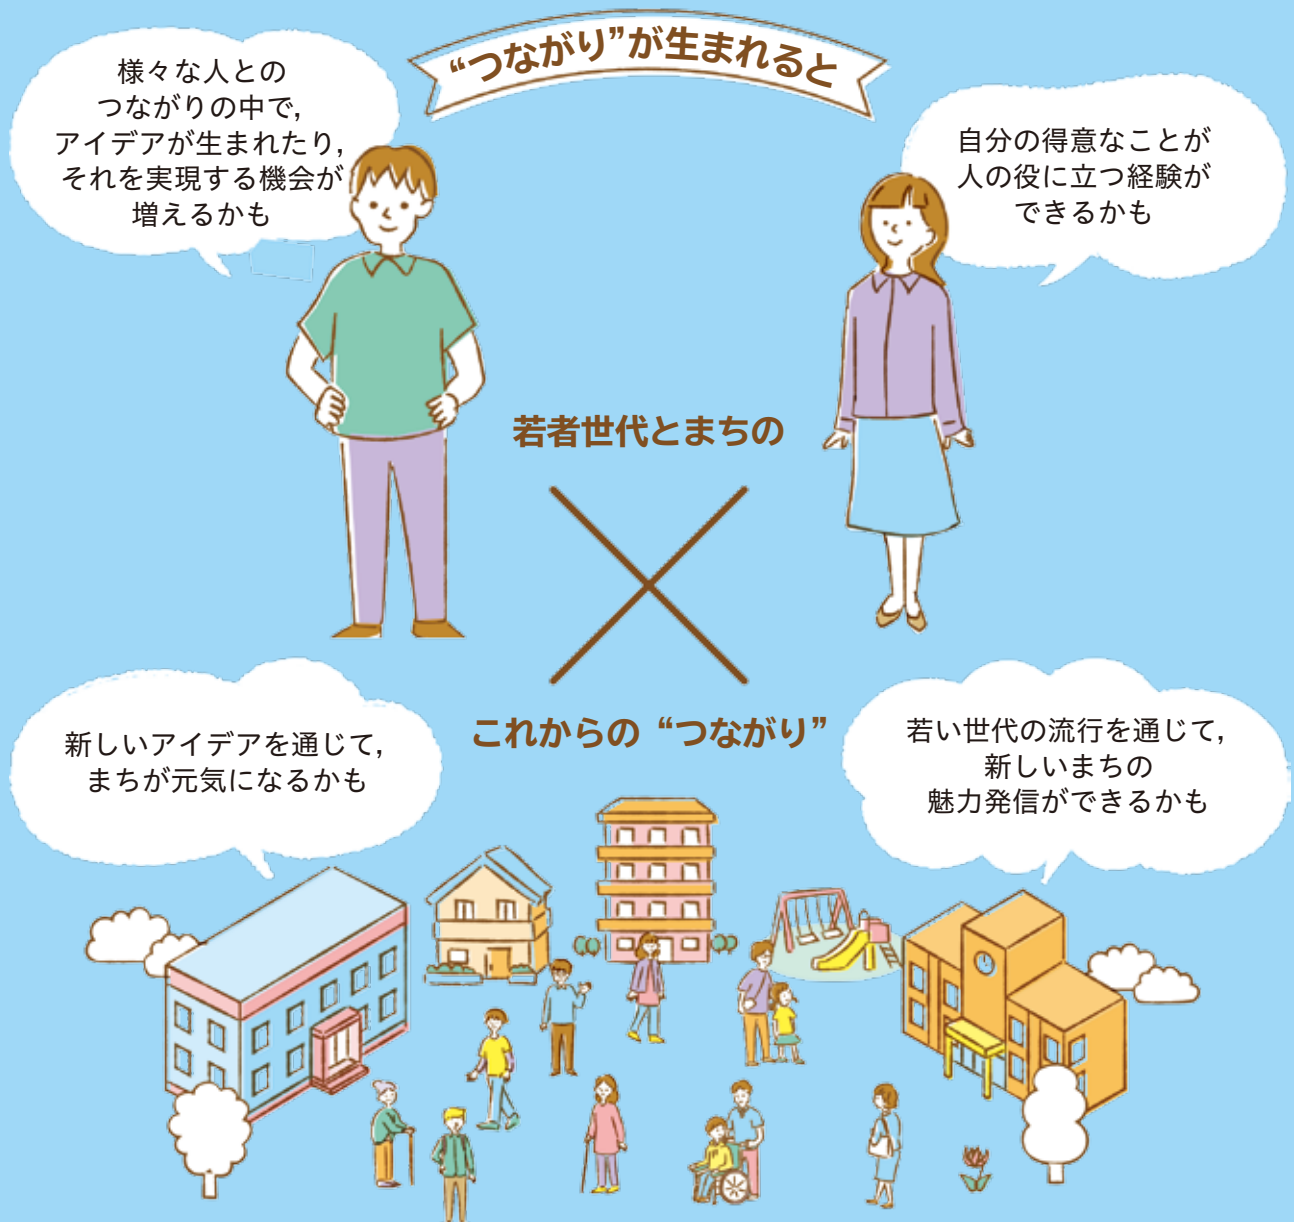 “つながり”が生まれると
様々な人との
つながりの中で,
アイデアが生まれたり,
それを実現する機会が
増えるかも
自分の得意なことが
人の役に立つ経験が
できるかも
若者世代とまちの
これからの “つながり”
新しいアイデアを通じて,
まちが元気になるかも
若い世代の流行を通じて,
新しいまちの
魅力発信ができるかも